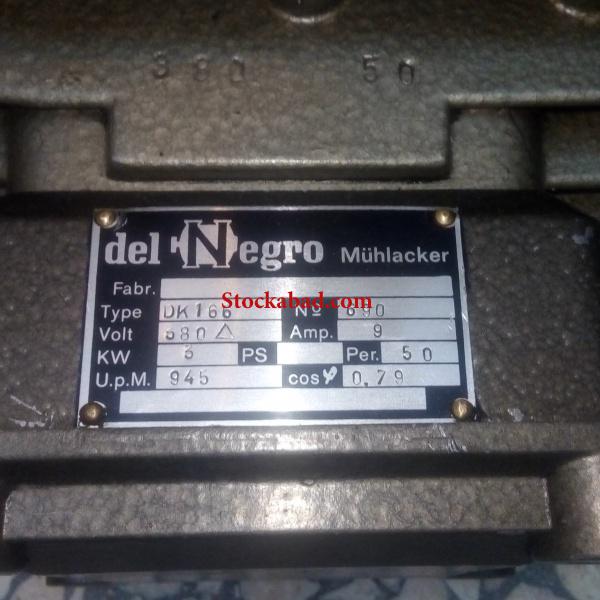 380 50
del Negro Mühlacker
Fabr.
Stockabad.com
Type DK166 No 690
Volt 380 △ Amp. 9
KW 3 PS Per. 50
U.p.M. 945 cosφ 0,79